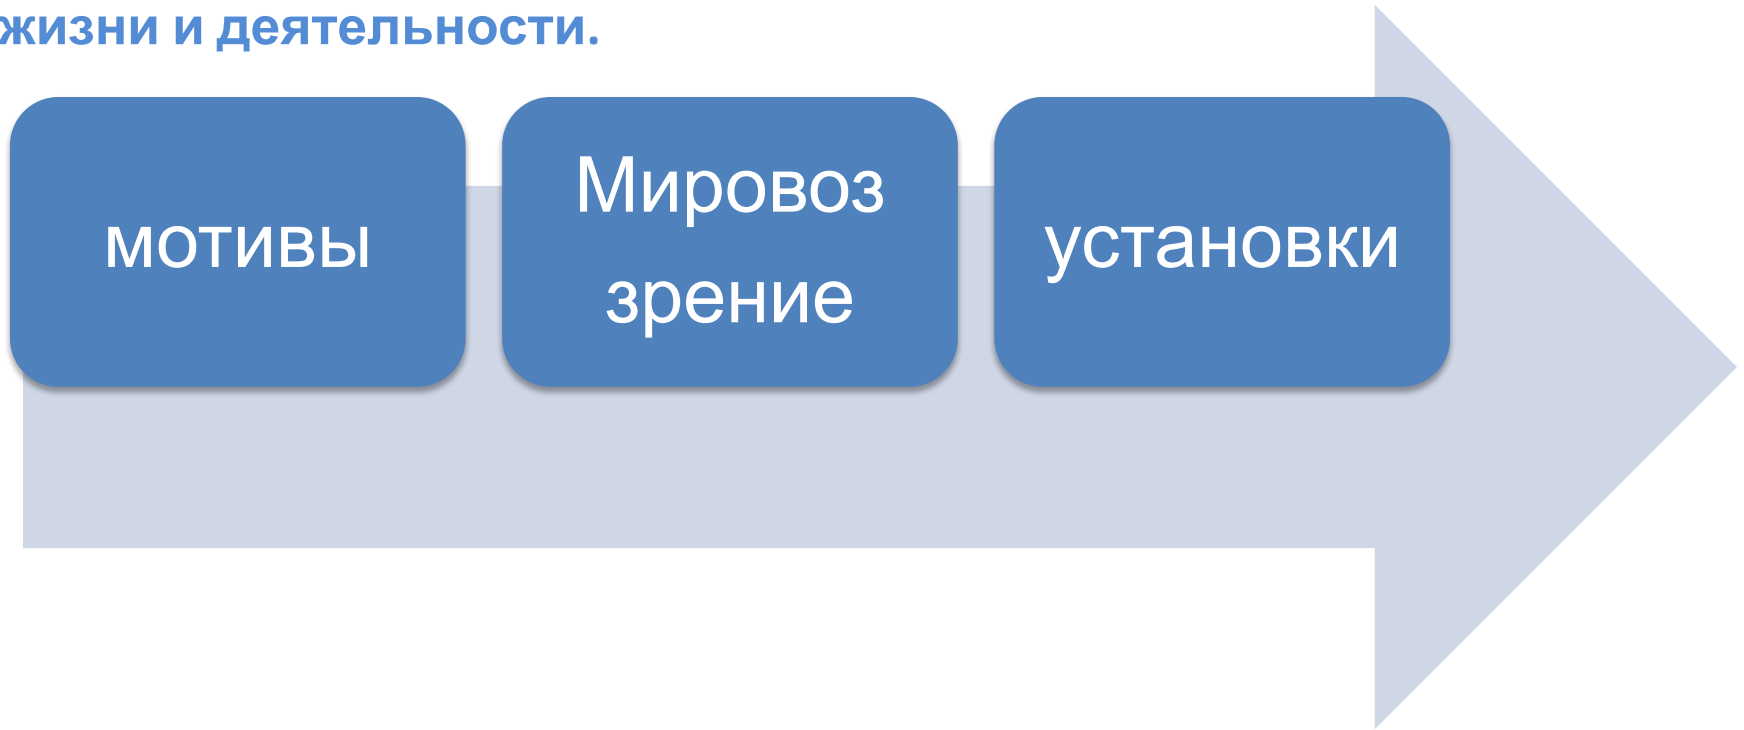 жизни и деятельности.
мотивы
Мировоз
зрение
установки